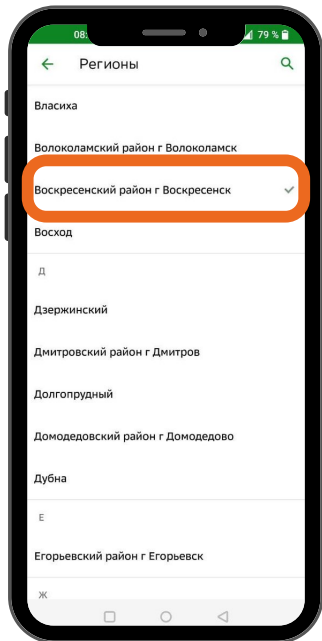 08:
79 %
Регионы
Власиха
Волоколамский район г Волоколамск
Воскресенский район г Воскресенск
Восход
Д
Дзержинский
Дмитровский район г Дмитров
Долгопрудный
Домодедовский район г Домодедово
Дубна
Е
Егорьевский район г Егорьевск
Ж